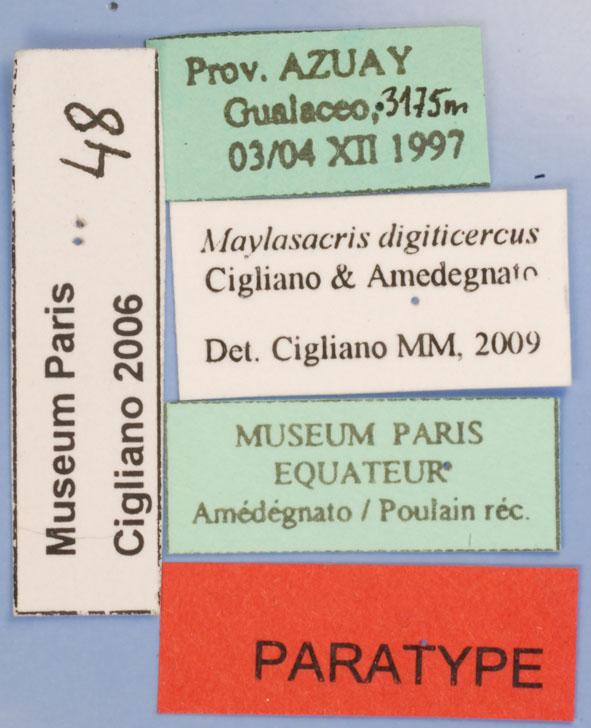 Museum Paris .. 48
Cigliano 2006
Prov. AZUAY
Gualaceo, 3175m
03/04 XII 1997
Maylasacris digiticercus
Cigliano & Amedegnato
Det. Cigliano MM, 2009
MUSEUM PARIS
EQUATEUR
Amédégnato / Poulain réc.
PARATYPE